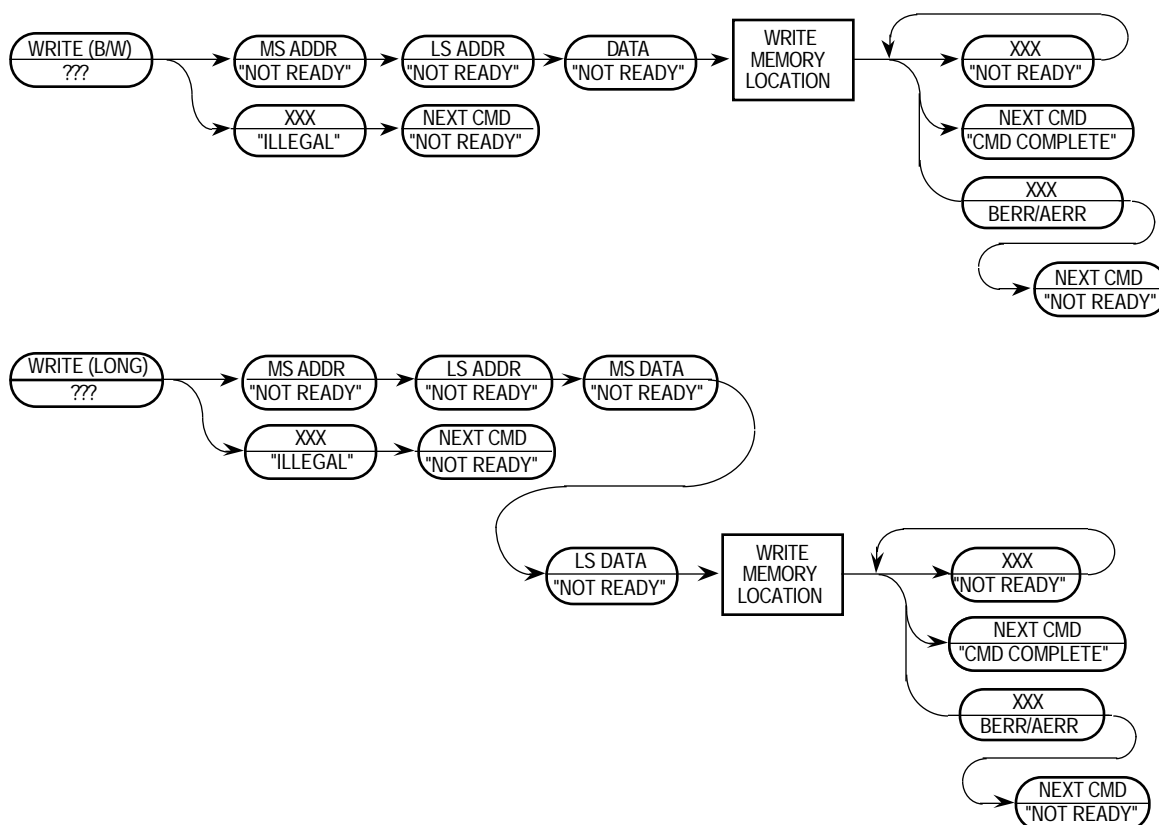 WRITE (B/W)
???
MS ADDR
"NOT READY"
LS ADDR
"NOT READY"
DATA
"NOT READY"
WRITE
MEMORY
LOCATION
XXX
"NOT READY"
XXX
"ILLEGAL"
NEXT CMD
"NOT READY"
NEXT CMD
"CMD COMPLETE"
XXX
BERR/AERR
NEXT CMD
"NOT READY"
WRITE (LONG)
???
MS ADDR
"NOT READY"
LS ADDR
"NOT READY"
MS DATA
"NOT READY"
XXX
"ILLEGAL"
NEXT CMD
"NOT READY"
LS DATA
"NOT READY"
WRITE
MEMORY
LOCATION
XXX
"NOT READY"
NEXT CMD
"CMD COMPLETE"
XXX
BERR/AERR
NEXT CMD
"NOT READY"